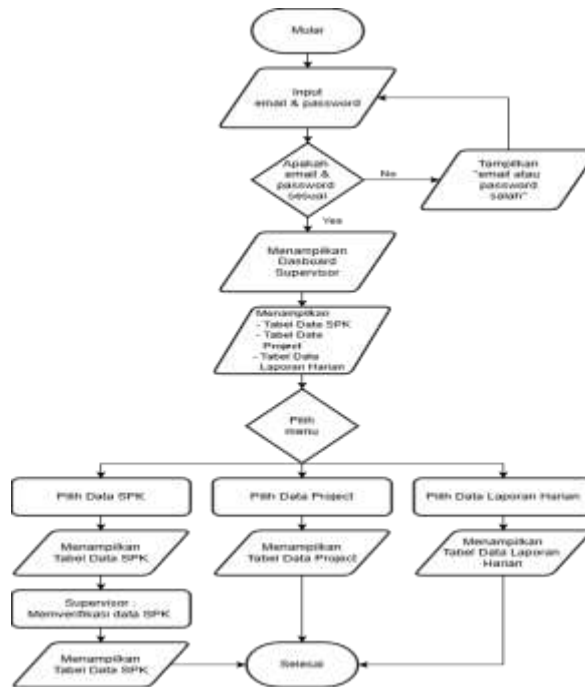 Mulai
Input
email & password
Apakah
email &
password
sesuai
No
Tampilkan
"email atau
password
salah"
Yes
Menampilkan
Dasboard
Supervisor
Menampilkan
- Tabel Data SPK
- Tabel Data
Project
- Tabel Data
Laporan Harian
Pilih
menu
Pilih Data SPK
Pilih Data Project
Pilih Data Laporan Harian
Menampilkan
Tabel Data SPK
Menampilkan
Tabel Data Project
Menampilkan
Tabel Data Laporan
Harian
Supervisor :
Memverifikasi data SPK
Menampilkan
Tabel Data SPK
Selesai